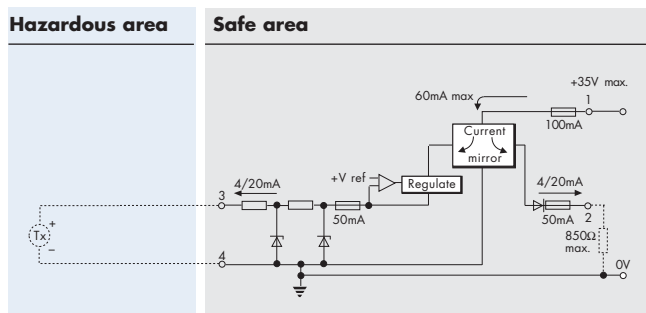 Hazardous area
Safe area
+35V max.
60mA max
1
100mA
Current
mirror
4/20mA
+V ref
Regulate
4/20mA
3
50mA
50mA
2
Tx
+
–
850Ω
max.
4
0V